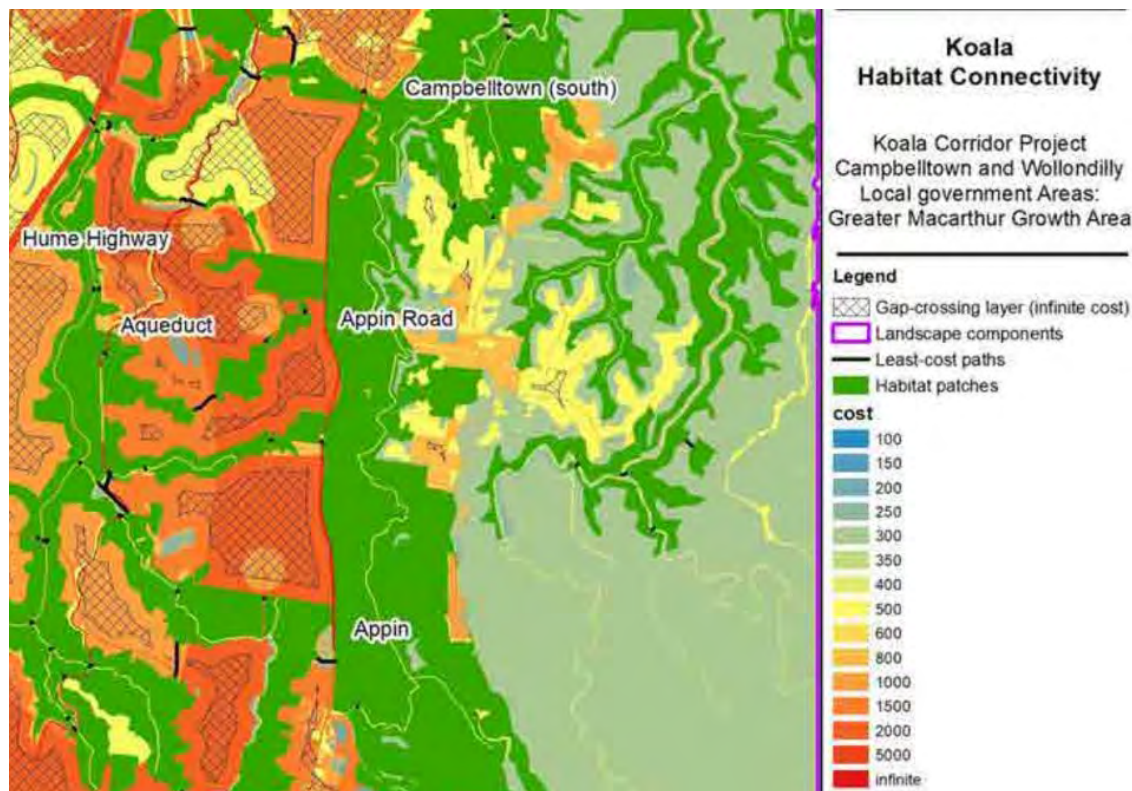 Campbelltown (south)
Hume Highway
Aqueduct
Appin Road
Appin
Koala
Habitat Connectivity
Koala Corridor Project
Campbelltown and Wollondilly
Local government Areas:
Greater Macarthur Growth Area
Legend
Gap-crossing layer (infinite cost)
Landscape components
Least-cost paths
Habitat patches
cost
100
150
200
250
300
350
400
500
600
800
1000
1500
2000
5000
infinite